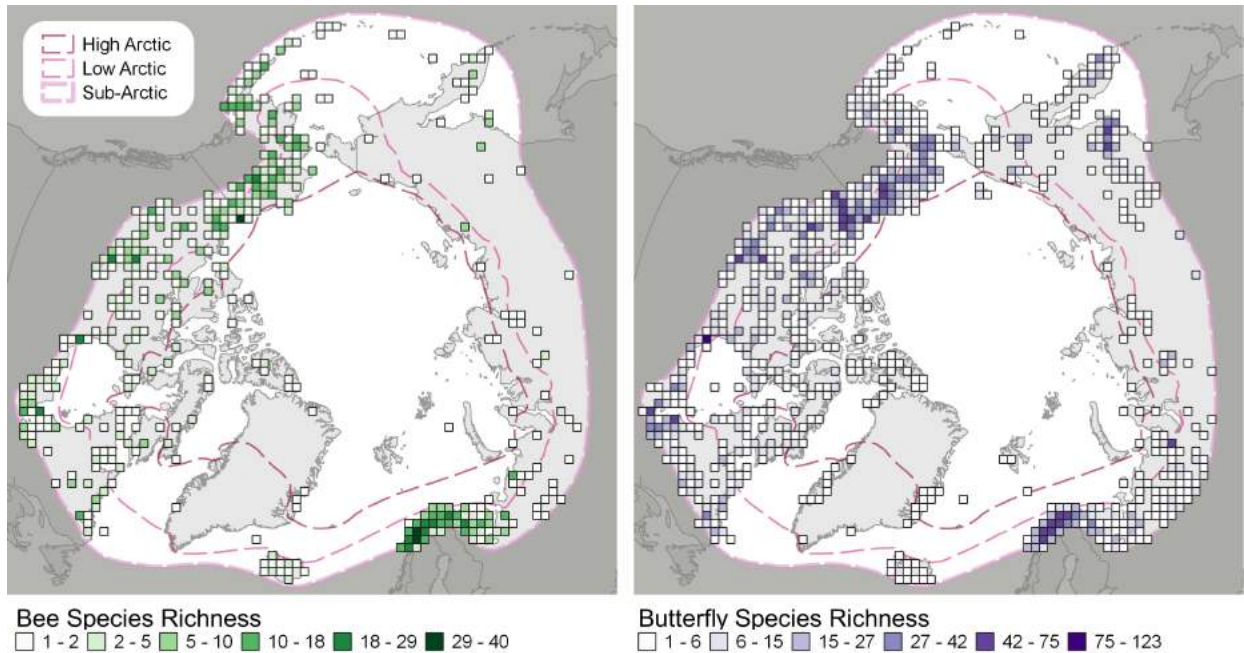 High Arctic
Low Arctic
Sub-Arctic
Bee Species Richness
1 - 2 2 - 5 5 - 10 10 - 18 18 - 29 29 - 40
Butterfly Species Richness
1 - 6 6 - 15 15 - 27 27 - 42 42 - 75 75 - 123